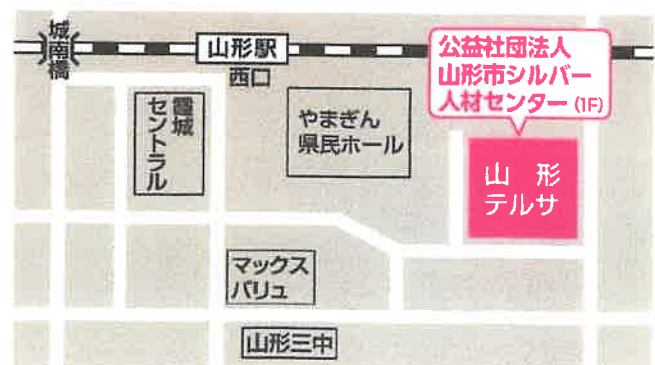 城南橋
山形駅
西口
公益社団法人
山形市シルバー
人材センター(1F)
霞城
セントラル
やまぎん
県民ホール
山形
テルサ
マックス
バリュ
山形三中